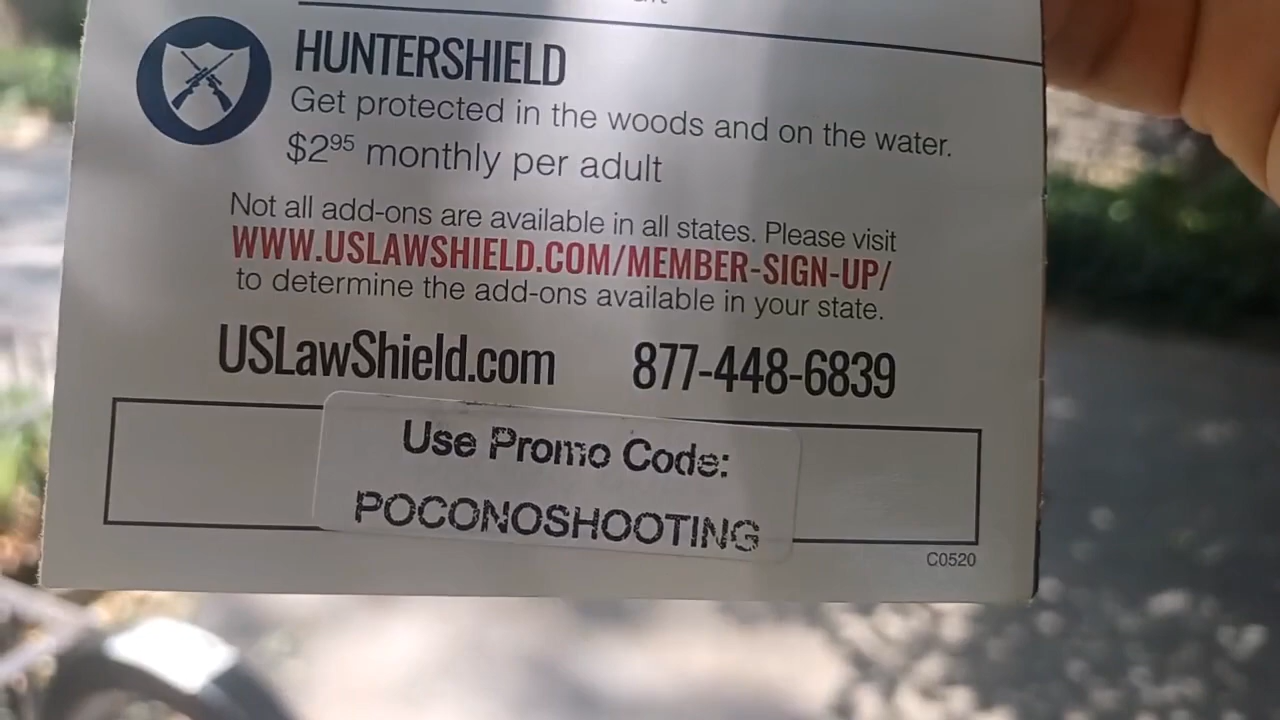 HUNTERSHIELD
Get protected in the woods and on the water.
$2⁹⁵ monthly per adult
Not all add-ons are available in all states. Please visit
WWW.USLAWSHIELD.COM/MEMBER-SIGN-UP/
to determine the add-ons available in your state.
USLawShield.com 877-448-6839
Use Promo Code:
POCONOSHOOTING
C0520